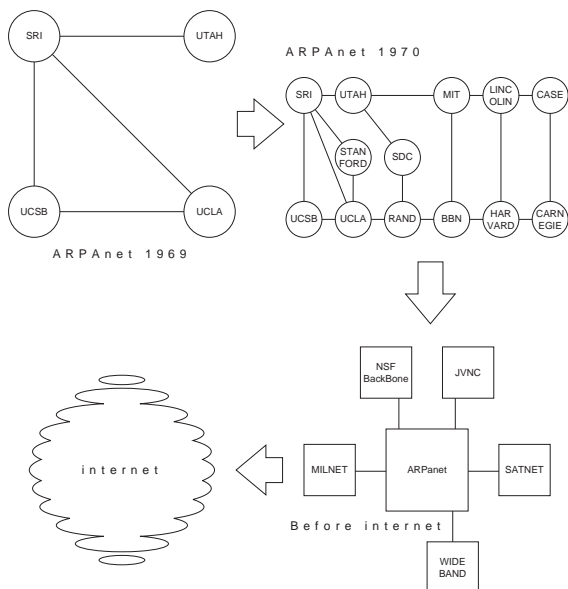 SRI
UTAH
UCSB
UCLA
ARPAnet 1969
ARPAnet 1970
SRI
UTAH
MIT
LINC
OLIN
CASE
STAN
FORD
SDC
UCSB
UCLA
RAND
BBN
HAR
VARD
CARN
EGIE
NSF
BackBone
JVNC
MILNET
ARPanet
SATNET
Before internet
WIDE
BAND
internet